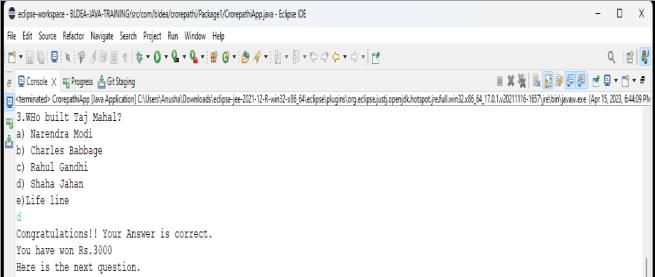 eclipse-workspace - BLDEA-JAVA-TRAINING/src/com/bldea/crorepathi/Package1/CrorepathiApp.java - Eclipse IDE
File Edit Source Refactor Navigate Search Project Run Window Help
Console Progress Git Staging
<terminated> CrorepathiApp [Java Application] C:\Users\Anusha\Downloads\eclipse-jee-2021-12-R-win32-x86_64\eclipse\plugins\org.eclipse.justj.openjdk.hotspot.jre.full.win32.x86_64_17.0.1.v20211116-1657\jre\bin\javaw.exe (Apr 15, 2023, 6:44:09 PM
3.WHo built Taj Mahal?
a) Narendra Modi
b) Charles Babbage
c) Rahul Gandhi
d) Shaha Jahan
e)Life line
d
Congratulations!! Your Answer is correct.
You have won Rs.3000
Here is the next question.